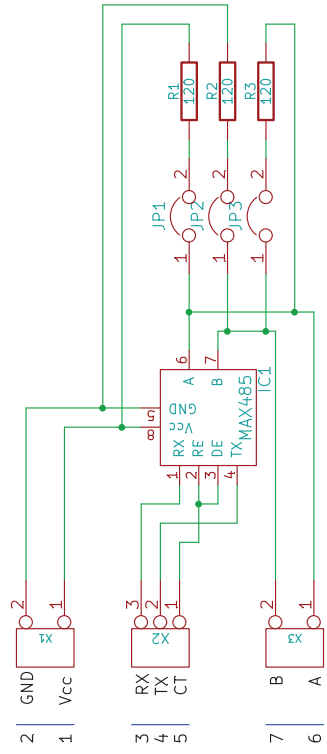 R1
120
R2
120
R3
120
2
2
2
JP1
JP2
JP3
1
1
1
6
7
A
B
IC1
MAX485
GND
5
Vcc
8
RX
RE
DE
TX
1
2
3
4
2
1
3
2
1
2
1
X1
X2
X3
GND
Vcc
RX
TX
CT
B
A
2
1
3
4
5
7
6